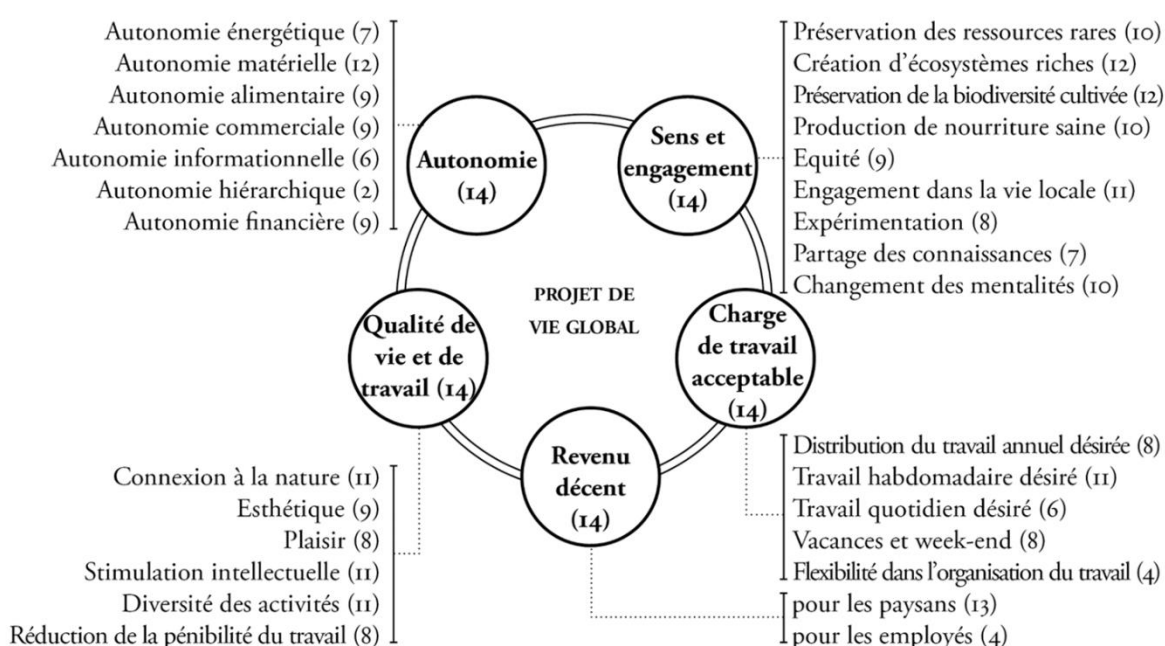 Autonomie énergétique (7)
Autonomie matérielle (12)
Autonomie alimentaire (9)
Autonomie commerciale (9)
Autonomie informationnelle (6)
Autonomie hiérarchique (2)
Autonomie financière (9)
Autonomie
(14)
Sens et
engagement
(14)
Préservation des ressources rares (10)
Création d’écosystèmes riches (12)
Préservation de la biodiversité cultivée (12)
Production de nourriture saine (10)
Equité (9)
Engagement dans la vie locale (11)
Expérimentation (8)
Partage des connaissances (7)
Changement des mentalités (10)
PROJET DE
VIE GLOBAL
Qualité de
vie et de
travail (14)
Charge
de travail
acceptable
(14)
Revenu
décent
(14)
Connexion à la nature (11)
Esthétique (9)
Plaisir (8)
Stimulation intellectuelle (11)
Diversité des activités (11)
Réduction de la pénibilité du travail (8)
Distribution du travail annuel désirée (8)
Travail habdomadaire désiré (11)
Travail quotidien désiré (6)
Vacances et week-end (8)
Flexibilité dans l’organisation du travail (4)
pour les paysans (13)
pour les employés (4)